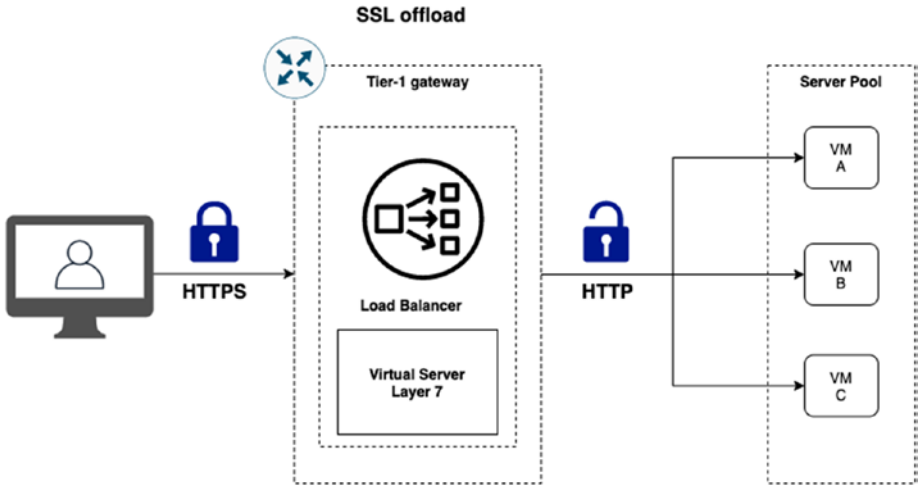 SSL offload
Tier-1 gateway
Server Pool
VM
A
HTTPS
Load Balancer
Virtual Server
Layer 7
HTTP
VM
B
VM
C